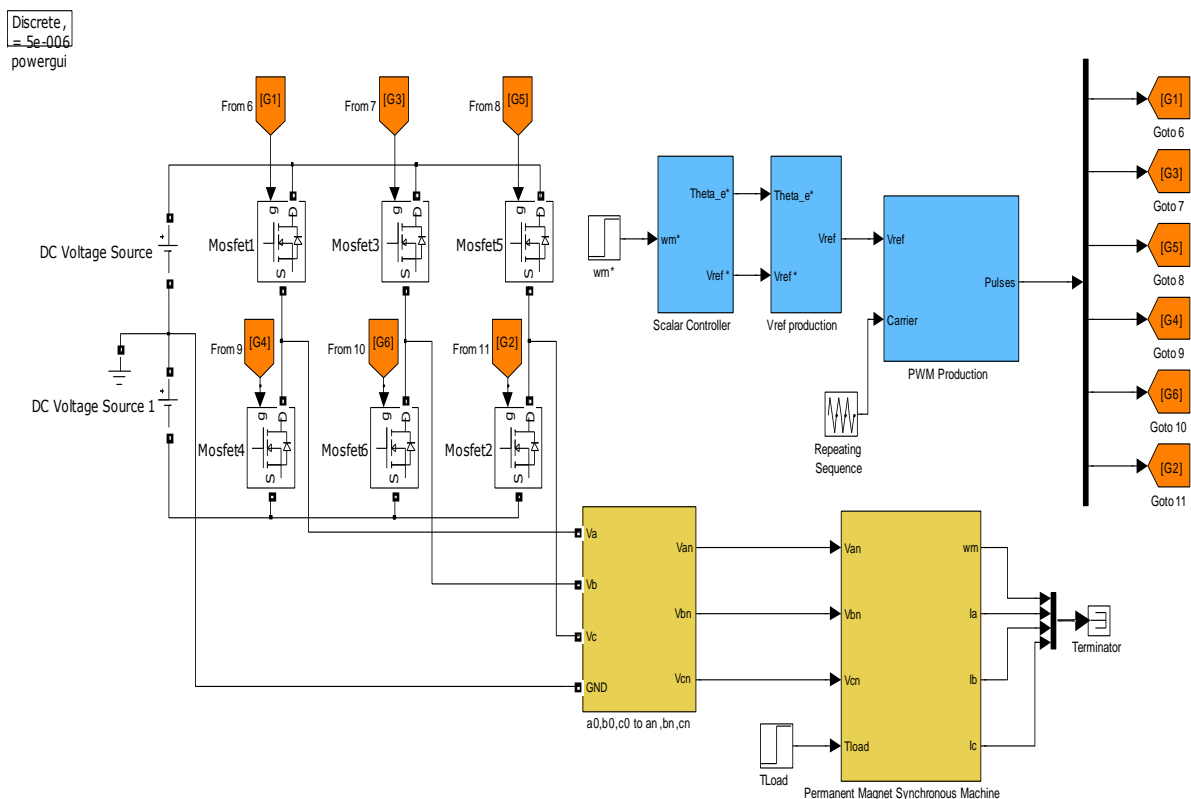 Discrete,
= 5e-006
powergui
From 6
[G1]
From 7
[G3]
From 8
[G5]
g
D
Mosfet1
S
g
D
Mosfet3
S
g
D
Mosfet5
S
DC Voltage Source
+
DC Voltage Source 1
+
From 9
[G4]
From 10
[G6]
From 11
[G2]
g
D
Mosfet4
S
g
D
Mosfet6
S
g
D
Mosfet2
S
wm*
wm*
Theta_e*
Vref *
Scalar Controller
Theta_e*
Vref *
Vref
Vref production
Vref
Carrier
Pulses
PWM Production
Repeating
Sequence
[G1]
Goto 6
[G3]
Goto 7
[G5]
Goto 8
[G4]
Goto 9
[G6]
Goto 10
[G2]
Goto 11
Va
Vb
Vc
GND
Van
Vbn
Vcn
a0,b0,c0 to an ,bn,cn
TLoad
Van
Vbn
Vcn
Tload
wm
Ia
Ib
Ic
Permanent Magnet Synchronous Machine
Terminator